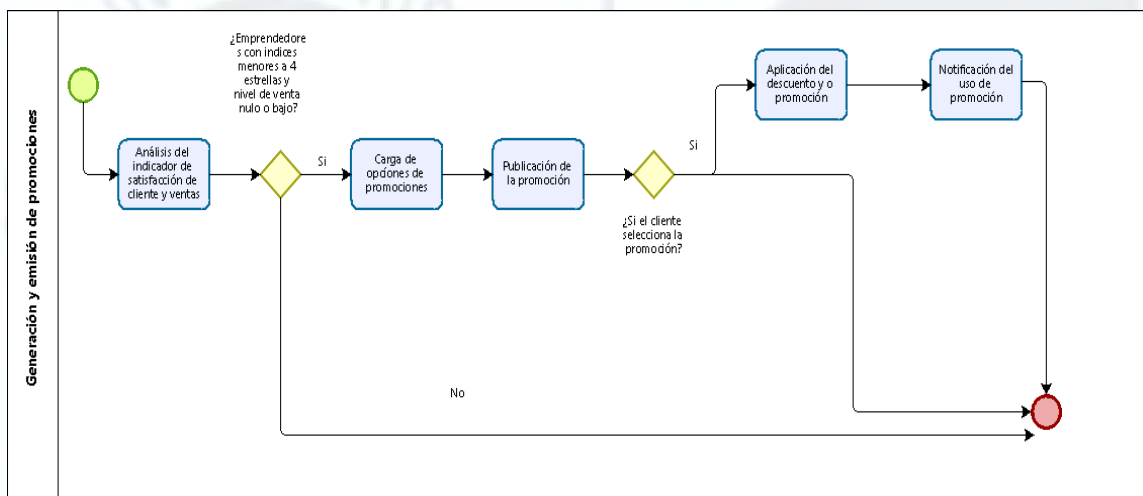 Generación y emisión de promociones
¿Emprendedore
s con indices
menores a 4
estrellas y
nivel de venta
nulo o bajo?
Análisis del
indicador de
satisfacción de
cliente y ventas
Si
Carga de
opciones de
promociones
Publicación de
la promoción
¿Si el cliente
selecciona la
promoción?
Si
Aplicación del
descuento y o
promoción
Notificación del
uso de
promoción
No